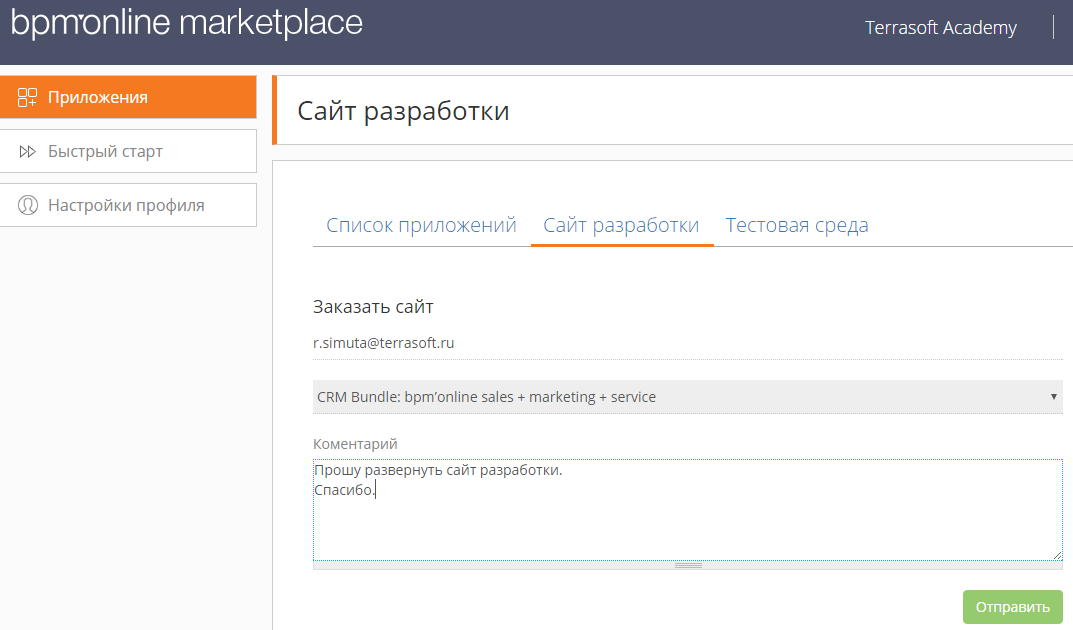 bpm'online marketplace
Terrasoft Academy
Приложения
Быстрый старт
Настройки профиля
Сайт разработки
Список приложений Сайт разработки Тестовая среда
Заказать сайт
r.simuta@terrasoft.ru
CRM Bundle: bpm’online sales + marketing + service
Коментарий
Прошу развернуть сайт разработки.
Спасибо.
Отправить